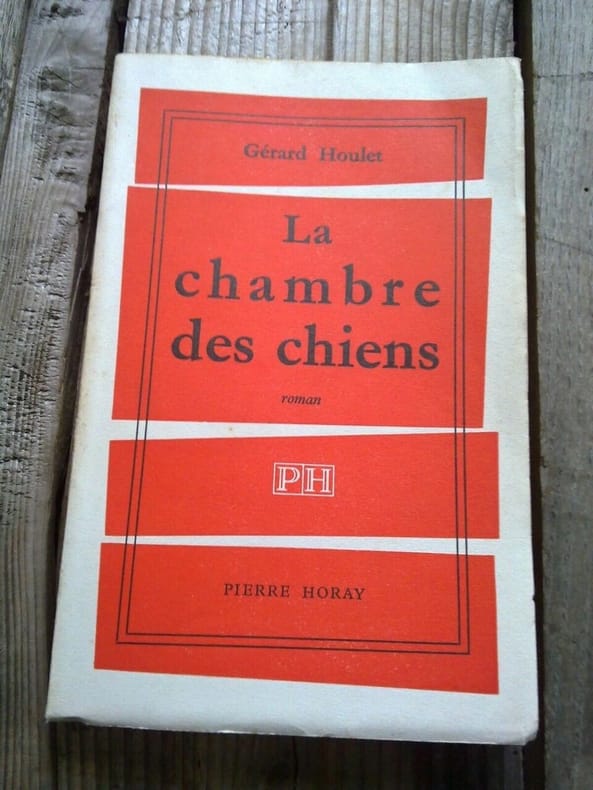 Gérard Houlet
La
chambre
des chiens
roman
PH
PIERRE HORAY